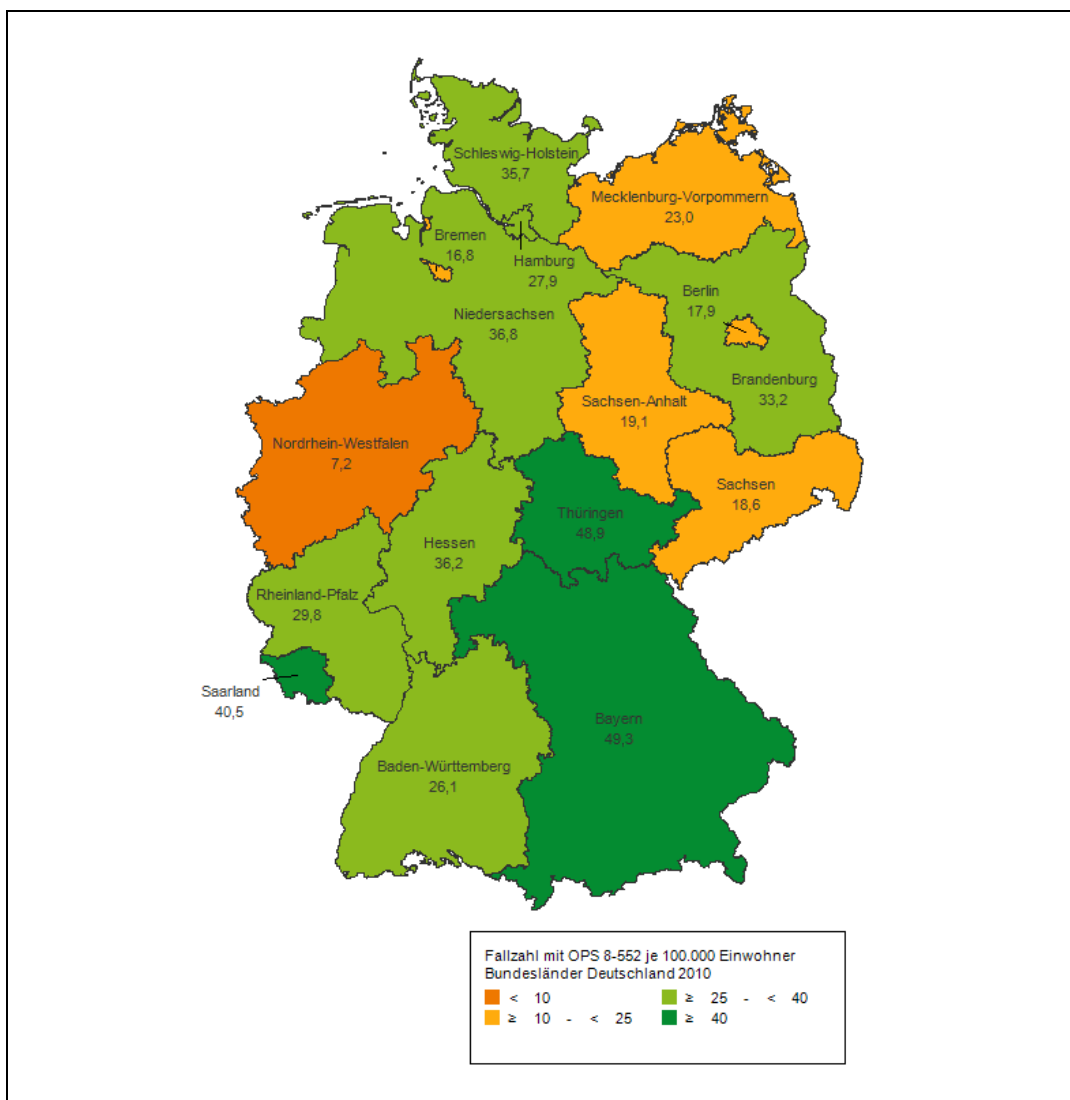 Schleswig-Holstein
35,7
Mecklenburg-Vorpommern
23,0
Bremen
16,8
Hamburg
27,9
Berlin
17,9
Niedersachsen
36,8
Brandenburg
33,2
Sachsen-Anhalt
19,1
Nordrhein-Westfalen
7,2
Sachsen
18,6
Thüringen
48,9
Hessen
36,2
Rheinland-Pfalz
29,8
Saarland
40,5
Bayern
49,3
Baden-Württemberg
26,1
Fallzahl mit OPS 8-552 je 100.000 Einwohner
Bundesländer Deutschland 2010
< 10
≥ 10 - < 25
≥ 25 - < 40
≥ 40